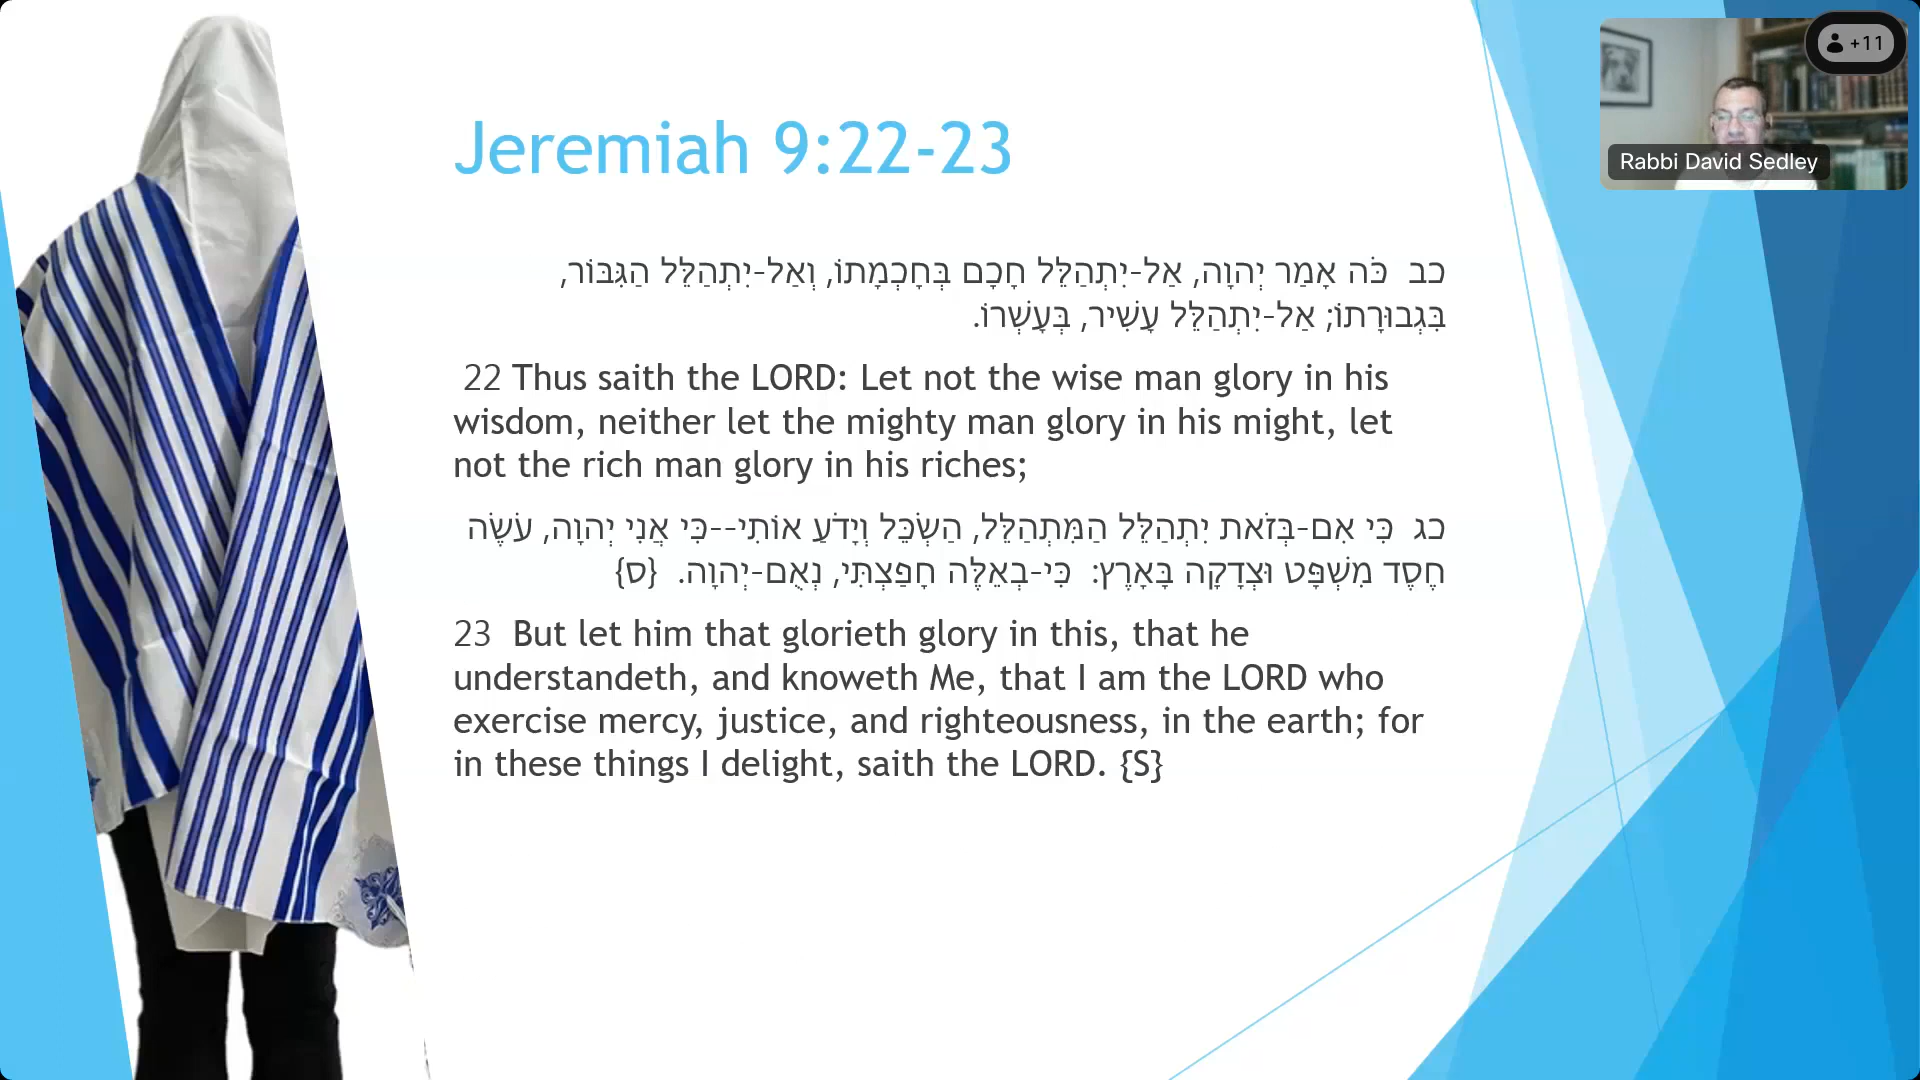 Jeremiah 9:22-23
כב  כֹּה אָמַר יְהוָה, אַל-יִתְהַלֵּל חָכָם בְּחָכְמָתוֹ, וְאַל-יִתְהַלֵּל הַגִּבּוֹר,
בִּגְבוּרָתוֹ; אַל-יִתְהַלֵּל עָשִׁיר, בְּעָשְׁרוֹ.
22 Thus saith the LORD: Let not the wise man glory in his
wisdom, neither let the mighty man glory in his might, let
not the rich man glory in his riches;
כג  כִּי אִם-בְּזֹאת יִתְהַלֵּל הַמִּתְהַלֵּל, הַשְׂכֵּל וְיָדֹעַ אוֹתִי--כִּי אֲנִי יְהוָה, עֹשֶׂה
חֶסֶד מִשְׁפָּט וּצְדָקָה בָּאָרֶץ:  כִּי-בְאֵלֶּה חָפַצְתִּי, נְאֻם-יְהוָה.  {ס}
23  But let him that glorieth glory in this, that he
understandeth, and knoweth Me, that I am the LORD who
exercise mercy, justice, and righteousness, in the earth; for
in these things I delight, saith the LORD. {S}
+11
Rabbi David Sedley